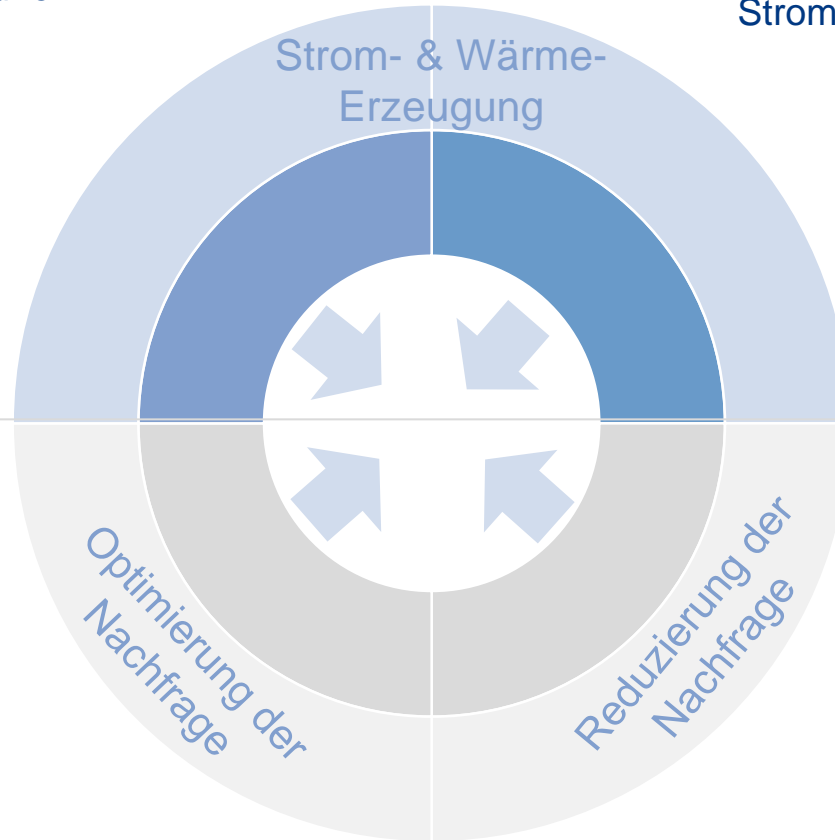 Strom
Strom- & Wärme-
Erzeugung
Optimierung der
Nachfrage
Reduzierung der
Nachfrage